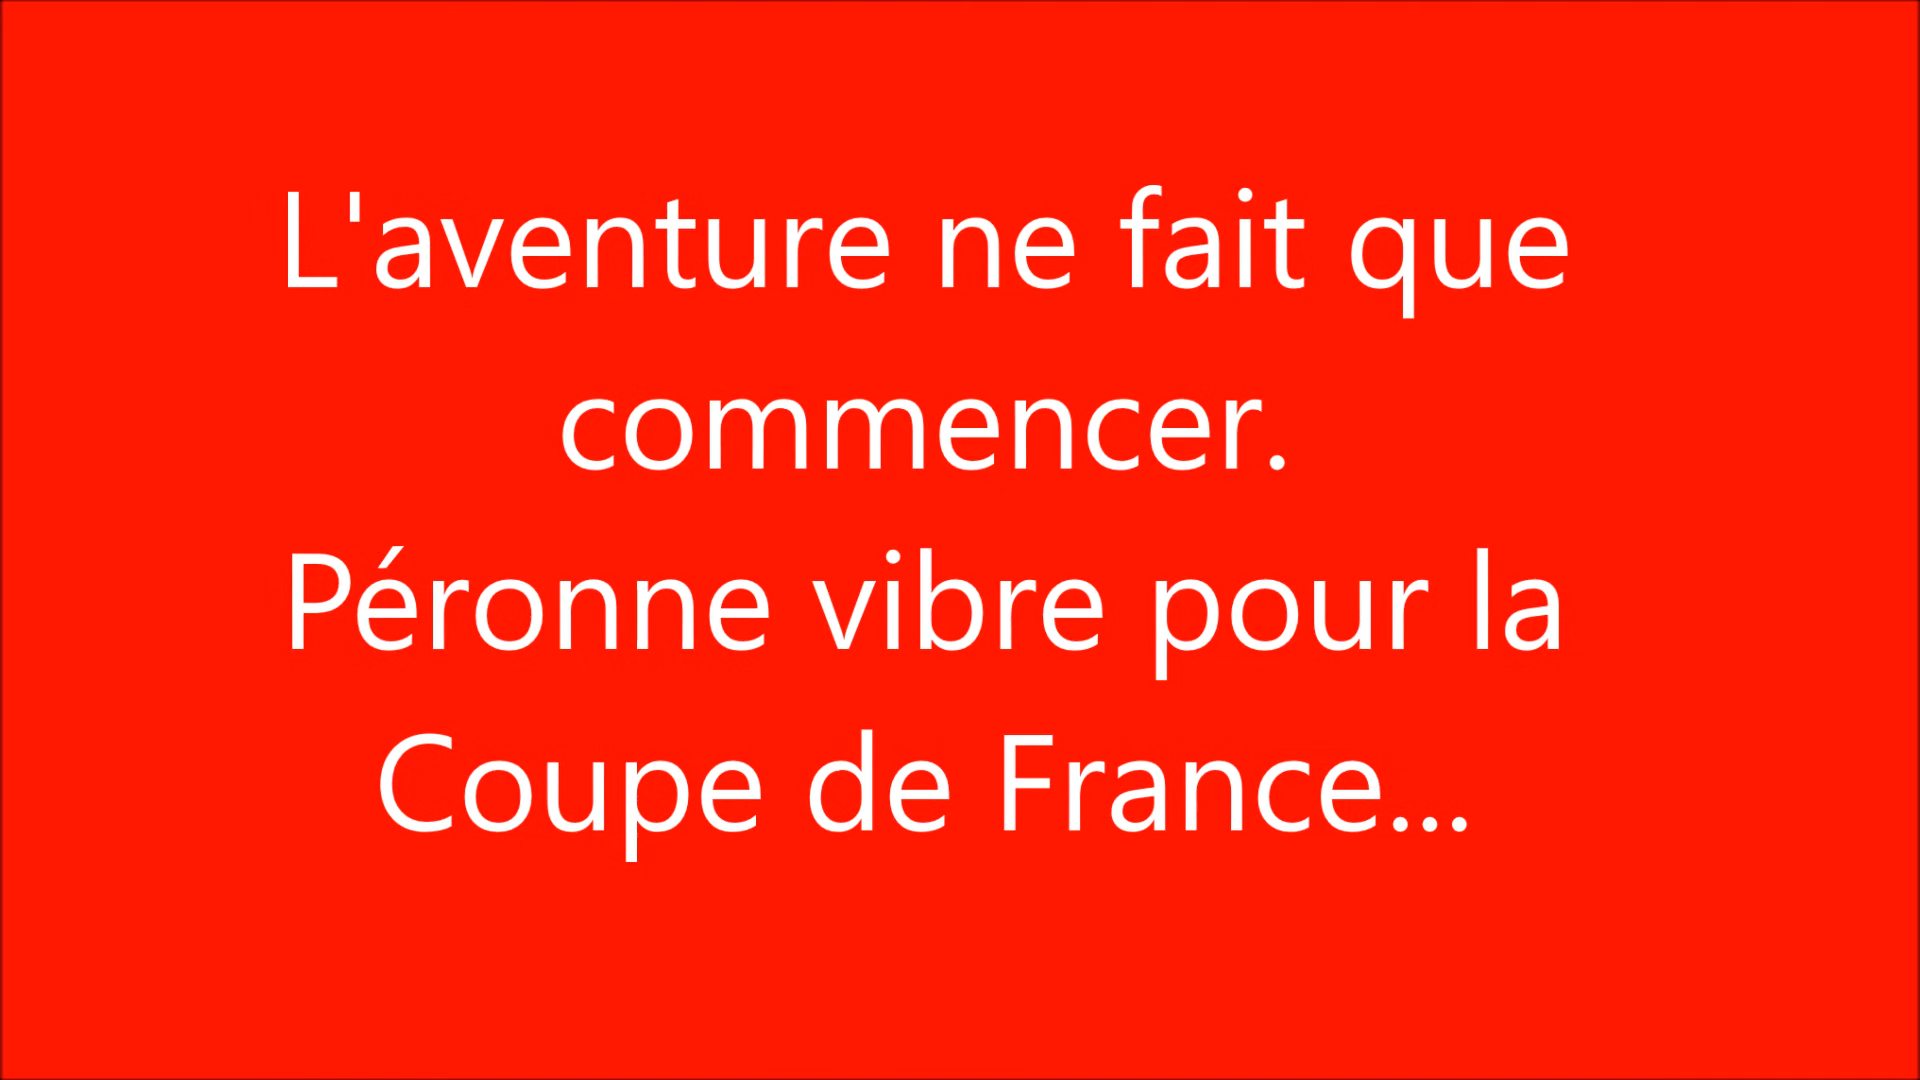 L'aventure ne fait que
commencer.
Péronne vibre pour la
Coupe de France...